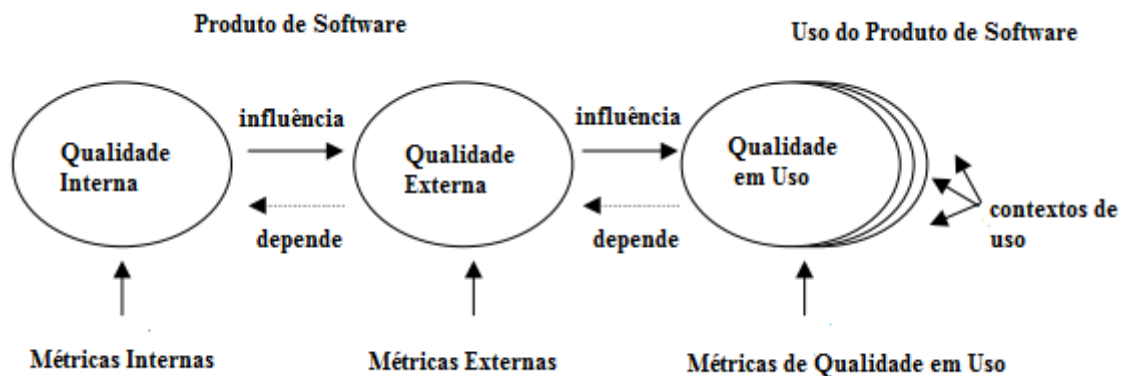 Produto de Software
Uso do Produto de Software
influência
influência
Qualidade
Interna
Qualidade
Externa
Qualidade
em Uso
depende
depende
contextos de
uso
Métricas Internas
Métricas Externas
Métricas de Qualidade em Uso